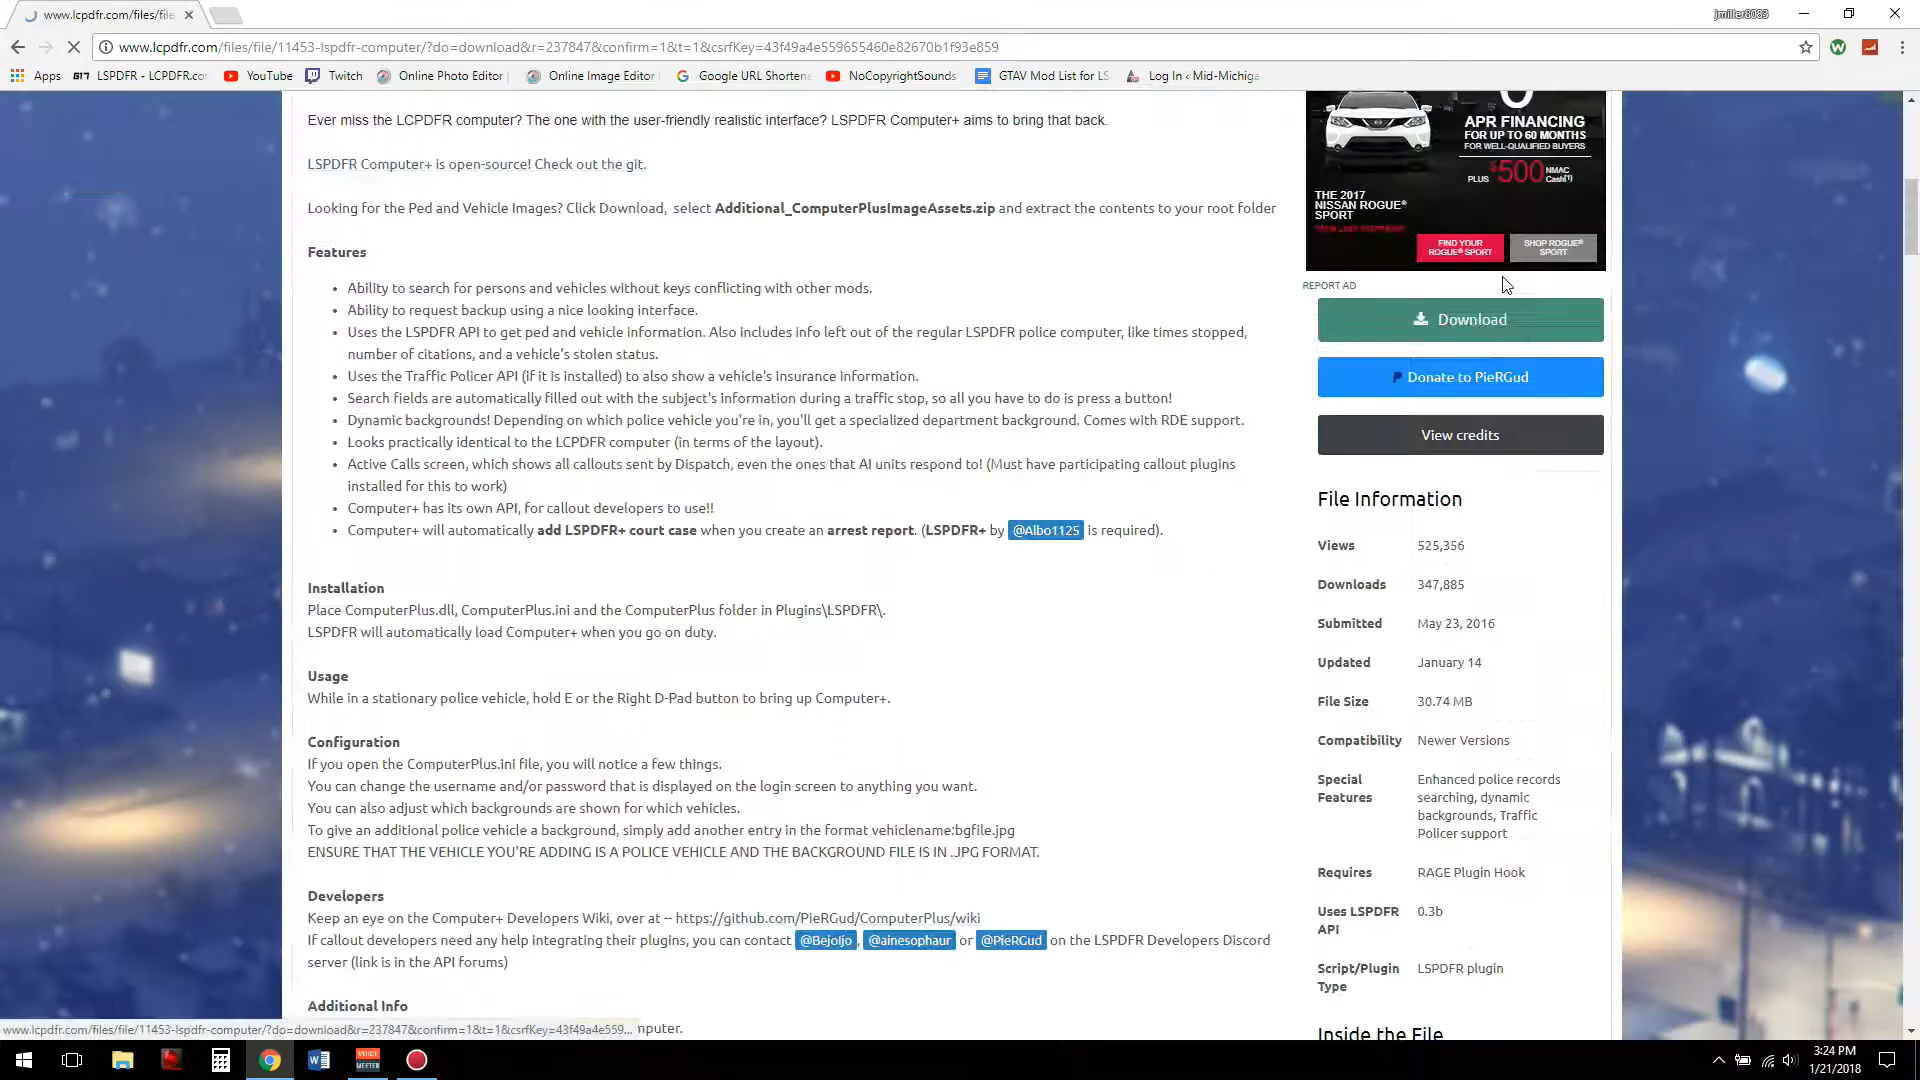 www.lcpdfr.com/files/file
jmiller8083
www.lcpdfr.com/files/file/11453-lspdfr-computer/?do=download&r=237847&confirm=1&t=1&csrfKey=43f49a4e559655460e82670b1f93e859
Apps
LSPDFR - LCPDFR.co
YouTube
Twitch
Online Photo Editor
Online Image Editor
Google URL Shortene
NoCopyrightSounds
GTAV Mod List for LS
Log In ‹ Mid-Michiga
Ever miss the LCPDFR computer? The one with the user-friendly realistic interface? LSPDFR Computer+ aims to bring that back.
LSPDFR Computer+ is open-source! Check out the git.
Looking for the Ped and Vehicle Images? Click Download, select Additional_ComputerPlusImageAssets.zip and extract the contents to your root folder
Features
• Ability to search for persons and vehicles without keys conflicting with other mods.
• Ability to request backup using a nice looking interface.
• Uses the LSPDFR API to get ped and vehicle information. Also includes info left out of the regular LSPDFR police computer, like times stopped,
number of citations, and a vehicle's stolen status.
• Uses the Traffic Policer API (if it is installed) to also show a vehicle's insurance information.
• Search fields are automatically filled out with the subject's information during a traffic stop, so all you have to do is press a button!
• Dynamic backgrounds! Depending on which police vehicle you're in, you'll get a specialized department background. Comes with RDE support.
• Looks practically identical to the LCPDFR computer (in terms of the layout).
• Active Calls screen, which shows all callouts sent by Dispatch, even the ones that AI units respond to! (Must have participating callout plugins
installed for this to work)
• Computer+ has its own API, for callout developers to use!!
• Computer+ will automatically add LSPDFR+ court case when you create an arrest report. (LSPDFR+ by @Albo1125 is required).
Installation
Place ComputerPlus.dll, ComputerPlus.ini and the ComputerPlus folder in Plugins\LSPDFR\.
LSPDFR will automatically load Computer+ when you go on duty.
Usage
While in a stationary police vehicle, hold E or the Right D-Pad button to bring up Computer+.
Configuration
If you open the ComputerPlus.ini file, you will notice a few things.
You can change the username and/or password that is displayed on the login screen to anything you want.
You can also adjust which backgrounds are shown for which vehicles.
To give an additional police vehicle a background, simply add another entry in the format vehiclename:bgfile.jpg
ENSURE THAT THE VEHICLE YOU'RE ADDING IS A POLICE VEHICLE AND THE BACKGROUND FILE IS IN .JPG FORMAT.
Developers
Keep an eye on the Computer+ Developers Wiki, over at -- https://github.com/PieRGud/ComputerPlus/wiki
If callout developers need any help integrating their plugins, you can contact @Bejoljo, @ainesophaur or @PieRGud on the LSPDFR Developers Discord
server (link is in the API forums)
Additional Info
mputer.
www.lcpdfr.com/files/file/11453-lspdfr-computer/?do=download&r=237847&confirm=1&t=1&csrfKey=43f49a4e559...
APR FINANCING
FOR UP TO 60 MONTHS
FOR WELL-QUALIFIED BUYERS
PLUS $500 NMAC Cash[1]
THE 2017
NISSAN ROGUE®
SPORT
FIND YOUR
ROGUE® SPORT
SHOP ROGUE®
SPORT
REPORT AD
Download
Donate to PieRGud
View credits
File Information
Views 525,356
Downloads 347,885
Submitted May 23, 2016
Updated January 14
File Size 30.74 MB
Compatibility Newer Versions
Special Features Enhanced police records
searching, dynamic
backgrounds, Traffic
Policer support
Requires RAGE Plugin Hook
Uses LSPDFR API 0.3b
Script/Plugin Type LSPDFR plugin
Inside the File
VOICE
MEETER
3:24 PM
1/21/2018